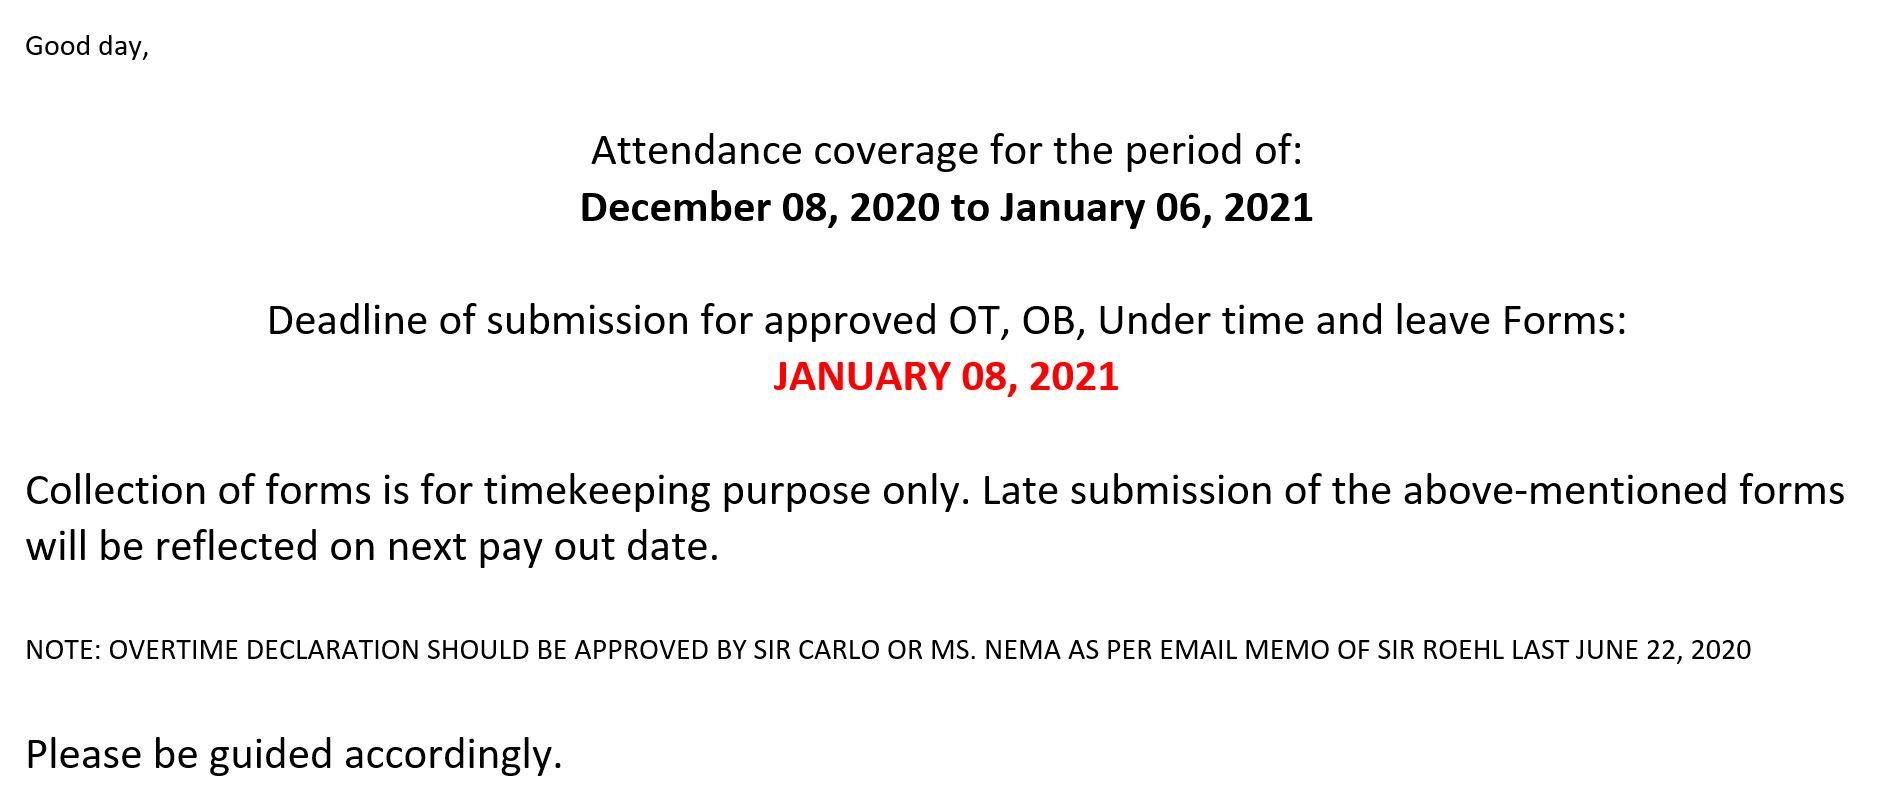 Good day,
Attendance coverage for the period of:
December 08, 2020 to January 06, 2021
Deadline of submission for approved OT, OB, Under time and leave Forms:
JANUARY 08, 2021
Collection of forms is for timekeeping purpose only. Late submission of the above-mentioned forms
will be reflected on next pay out date.
NOTE: OVERTIME DECLARATION SHOULD BE APPROVED BY SIR CARLO OR MS. NEMA AS PER EMAIL MEMO OF SIR ROEHL LAST JUNE 22, 2020
Please be guided accordingly.